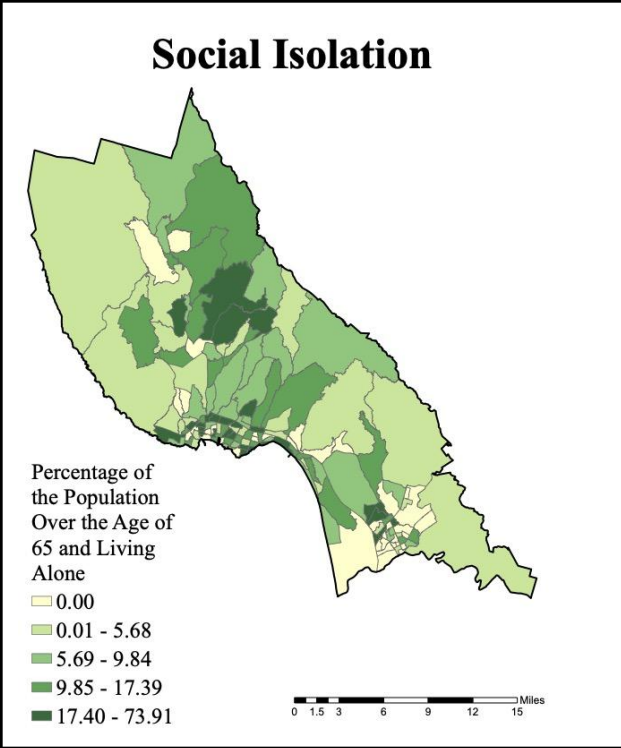 Social Isolation
Percentage of
the Population
Over the Age of
65 and Living
Alone
0.00
0.01 - 5.68
5.69 - 9.84
9.85 - 17.39
17.40 - 73.91
Miles
0 1.5 3 6 9 12 15